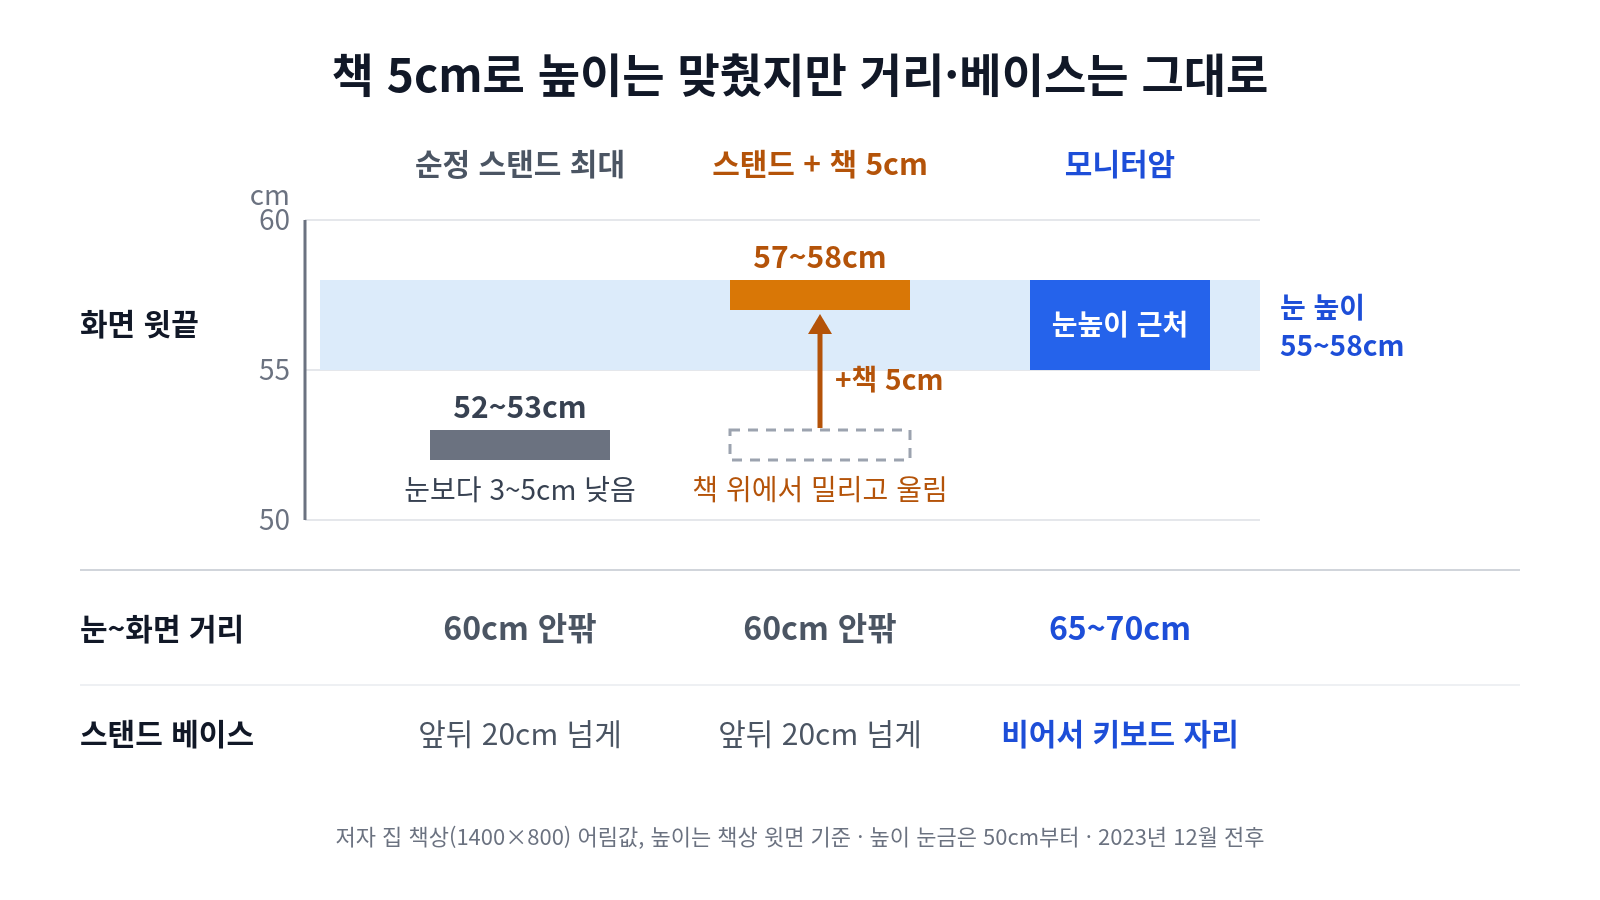 책 5cm로 높이는 맞췄지만 거리·베이스는 그대로
순정 스탠드 최대
스탠드 + 책 5cm
모니터암
cm
60
57~58cm
화면 윗끝
눈높이 근처
눈 높이
55~58cm
55
+책 5cm
52~53cm
눈보다 3~5cm 낮음
책 위에서 밀리고 울림
50
눈~화면 거리
60cm 안팎
60cm 안팎
65~70cm
스탠드 베이스
앞뒤 20cm 넘게
앞뒤 20cm 넘게
비어서 키보드 자리
저자 집 책상(1400×800) 어림값, 높이는 책상 윗면 기준 · 높이 눈금은 50cm부터 · 2023년 12월 전후